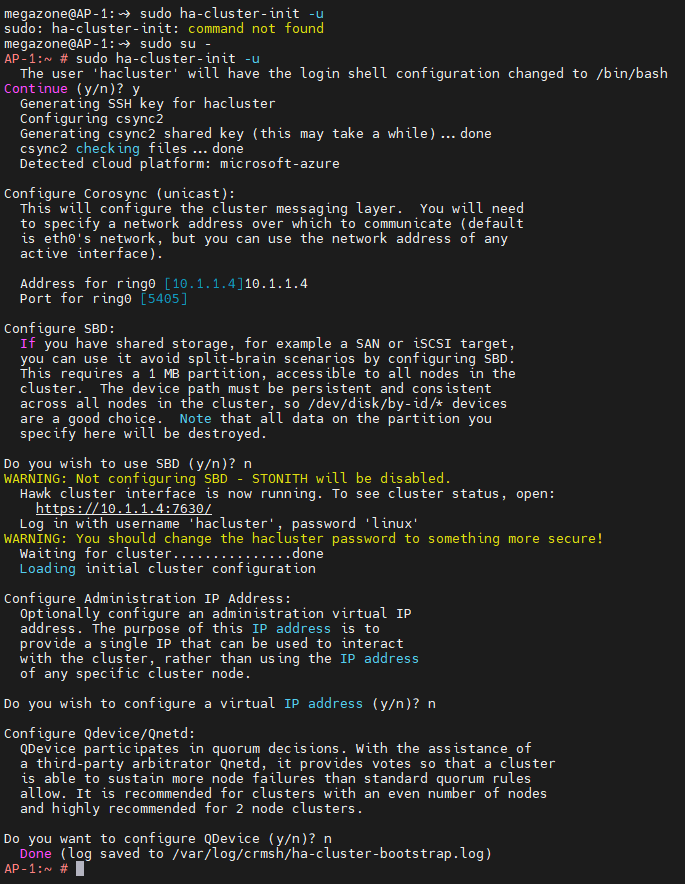 megazone@AP-1:~> sudo ha-cluster-init -u
sudo: ha-cluster-init: command not found
megazone@AP-1:~> sudo su -
AP-1:~ # sudo ha-cluster-init -u
The user 'hacluster' will have the login shell configuration changed to /bin/bash
Continue (y/n)? y
Generating SSH key for hacluster
Configuring csync2
Generating csync2 shared key (this may take a while)...done
csync2 checking files...done
Detected cloud platform: microsoft-azure
Configure Corosync (unicast):
This will configure the cluster messaging layer.  You will need
to specify a network address over which to communicate (default
is eth0's network, but you can use the network address of any
active interface).
Address for ring0 [10.1.1.4]10.1.1.4
Port for ring0 [5405]
Configure SBD:
If you have shared storage, for example a SAN or iSCSI target,
you can use it avoid split-brain scenarios by configuring SBD.
This requires a 1 MB partition, accessible to all nodes in the
cluster.  The device path must be persistent and consistent
across all nodes in the cluster, so /dev/disk/by-id/* devices
are a good choice.  Note that all data on the partition you
specify here will be destroyed.
Do you wish to use SBD (y/n)? n
WARNING: Not configuring SBD - STONITH will be disabled.
Hawk cluster interface is now running. To see cluster status, open:
https://10.1.1.4:7630/
Log in with username 'hacluster', password 'linux'
WARNING: You should change the hacluster password to something more secure!
Waiting for cluster...............done
Loading initial cluster configuration
Configure Administration IP Address:
Optionally configure an administration virtual IP
address. The purpose of this IP address is to
provide a single IP that can be used to interact
with the cluster, rather than using the IP address
of any specific cluster node.
Do you wish to configure a virtual IP address (y/n)? n
Configure Qdevice/Qnetd:
QDevice participates in quorum decisions. With the assistance of
a third-party arbitrator Qnetd, it provides votes so that a cluster
is able to sustain more node failures than standard quorum rules
allow. It is recommended for clusters with an even number of nodes
and highly recommended for 2 node clusters.
Do you want to configure QDevice (y/n)? n
Done (log saved to /var/log/crmsh/ha-cluster-bootstrap.log)
AP-1:~ #